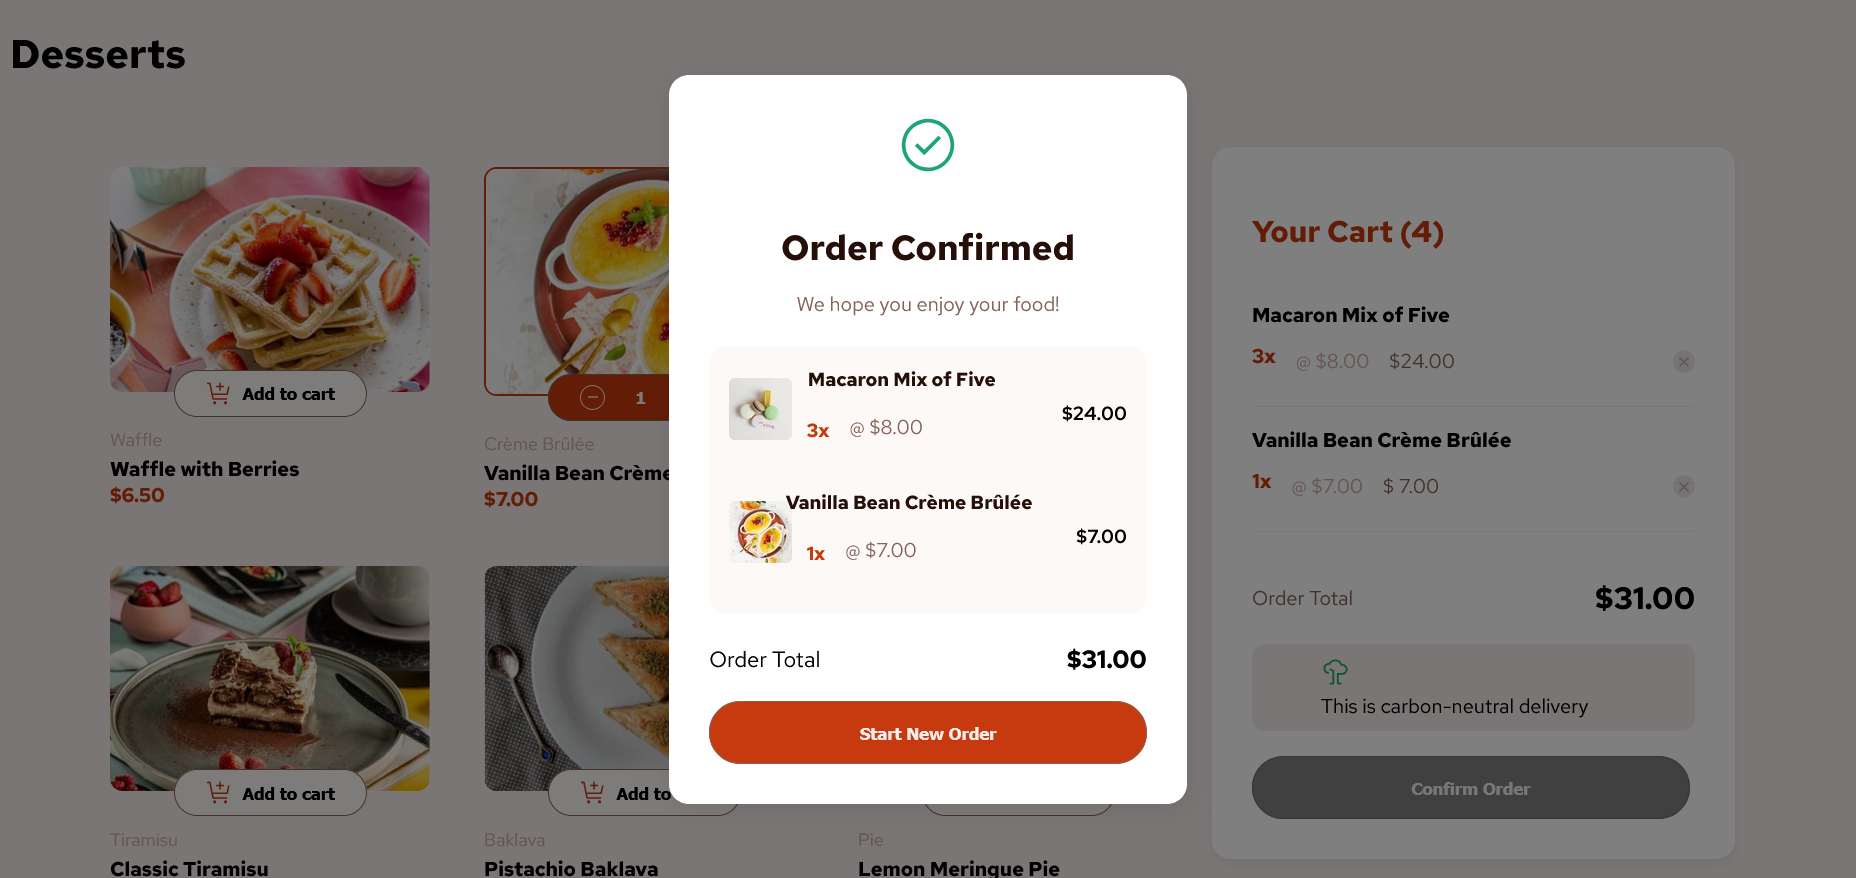 Desserts
Add to cart
Waffle
Waffle with Berries
$6.50
1
Crème Brûlée
Vanilla Bean Crème
$7.00
Add to cart
Tiramisu
Classic Tiramisu
Add to
Baklava
Pistachio Baklava
Pie
Lemon Meringue Pie
Order Confirmed
We hope you enjoy your food!
Macaron Mix of Five
3x @ $8.00 $24.00
Vanilla Bean Crème Brûlée
1x @ $7.00 $7.00
Order Total $31.00
Start New Order
Your Cart (4)
Macaron Mix of Five
3x @ $8.00 $24.00
Vanilla Bean Crème Brûlée
1x @ $7.00 $ 7.00
Order Total $31.00
This is carbon-neutral delivery
Confirm Order